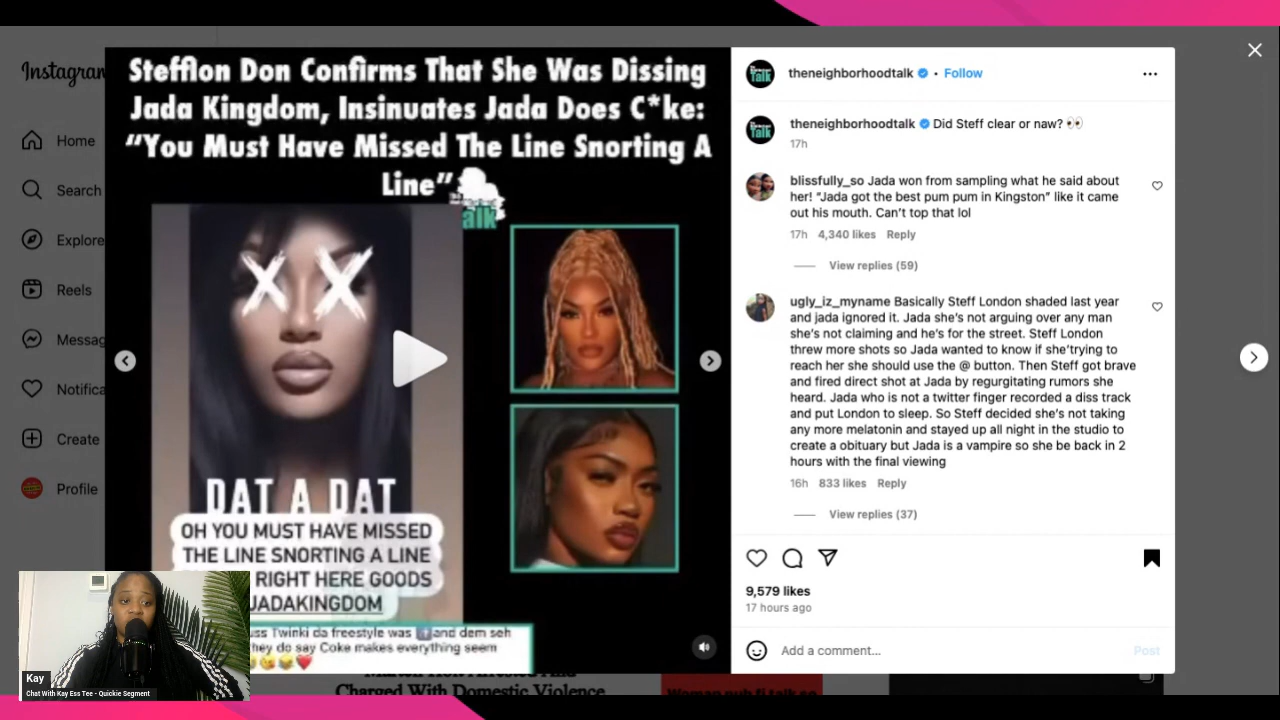 Instagram
Home
Search
Explore
Reels
Messag
Notifica
Create
Profile
Stefflon Don Confirms That She Was Dissing
Jada Kingdom, Insinuates Jada Does C*ke:
“You Must Have Missed The Line Snorting A
Line”
Talk
DAT A DAT
OH YOU MUST HAVE MISSED
THE LINE SNORTING A LINE
RIGHT HERE GOODS
JADAKINGDOM
uss Twinki da freestyle was and dem seh
hey do say Coke makes everything seem
Charged With Domestic Violence
Woman nuh fi talk so
Kay
Chat With Kay Ess Tee - Quickie Segment
theneighborhoodtalk • Follow
theneighborhoodtalk Did Steff clear or naw? 👀
17h
blissfully_so Jada won from sampling what he said about
her! “Jada got the best pum pum in Kingston” like it came
out his mouth. Can’t top that lol
17h 4,340 likes Reply
View replies (59)
ugly_iz_myname Basically Steff London shaded last year
and jada ignored it. Jada she’s not arguing over any man
she’s not claiming and he’s for the street. Steff London
threw more shots so Jada wanted to know if she’trying to
reach her she should use the @ button. Then Steff got brave
and fired direct shot at Jada by regurgitating rumors she
heard. Jada who is not a twitter finger recorded a diss track
and put London to sleep. So Steff decided she’s not taking
any more melatonin and stayed up all night in the studio to
create a obituary but Jada is a vampire so she be back in 2
hours with the final viewing
16h 833 likes Reply
View replies (37)
9,579 likes
17 hours ago
Add a comment...
Post